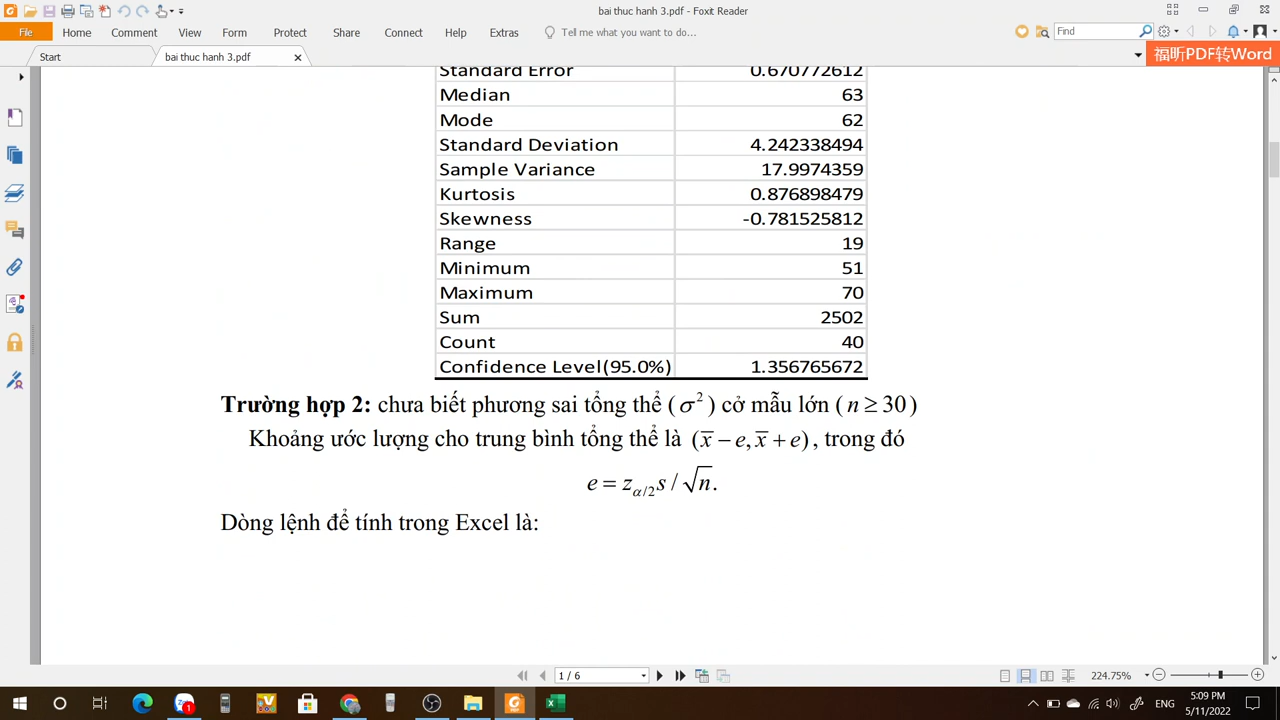 bai thuc hanh 3.pdf - Foxit Reader
File Home Comment View Form Protect Share Connect Help Extras Tell me what you want to do... Find
Start bai thuc hanh 3.pdf 福昕PDF转Word
Standard Error 0.670772612
Median 63
Mode 62
Standard Deviation 4.242338494
Sample Variance 17.9974359
Kurtosis 0.876898479
Skewness -0.781525812
Range 19
Minimum 51
Maximum 70
Sum 2502
Count 40
Confidence Level(95.0%) 1.356765672
Trường hợp 2: chưa biết phương sai tổng thể (σ²) cở mẫu lớn (n ≥ 30)
Khoảng ước lượng cho trung bình tổng thể là (x̅ − e, x̅ + e), trong đó
e = z_{α/2}s / √n.
Dòng lệnh để tính trong Excel là:
1 / 6 224.75%
1 ENG 5:09 PM
5/11/2022